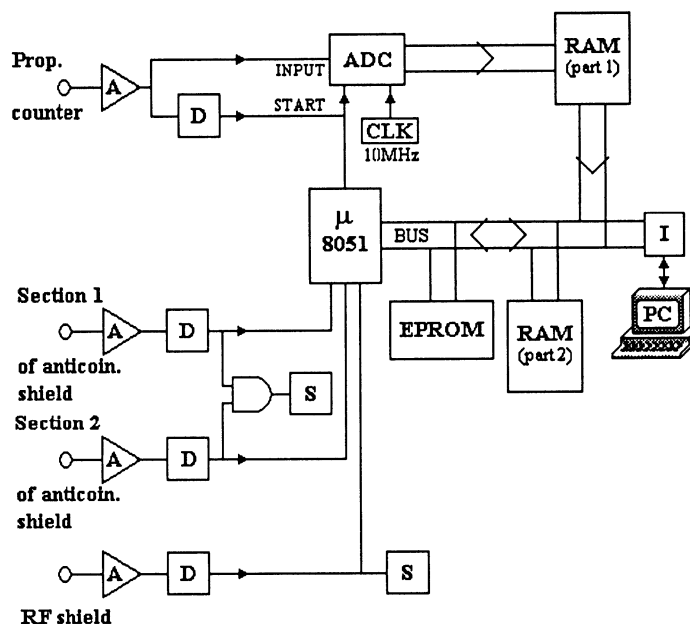 Prop.
counter
A
D
INPUT
START
ADC
CLK
10MHz
RAM
(part 1)
μ
8051
BUS
I
PC
EPROM
RAM
(part 2)
Section 1
of anticoin.
shield
A
D
S
Section 2
of anticoin.
shield
A
D
RF shield
A
D
S